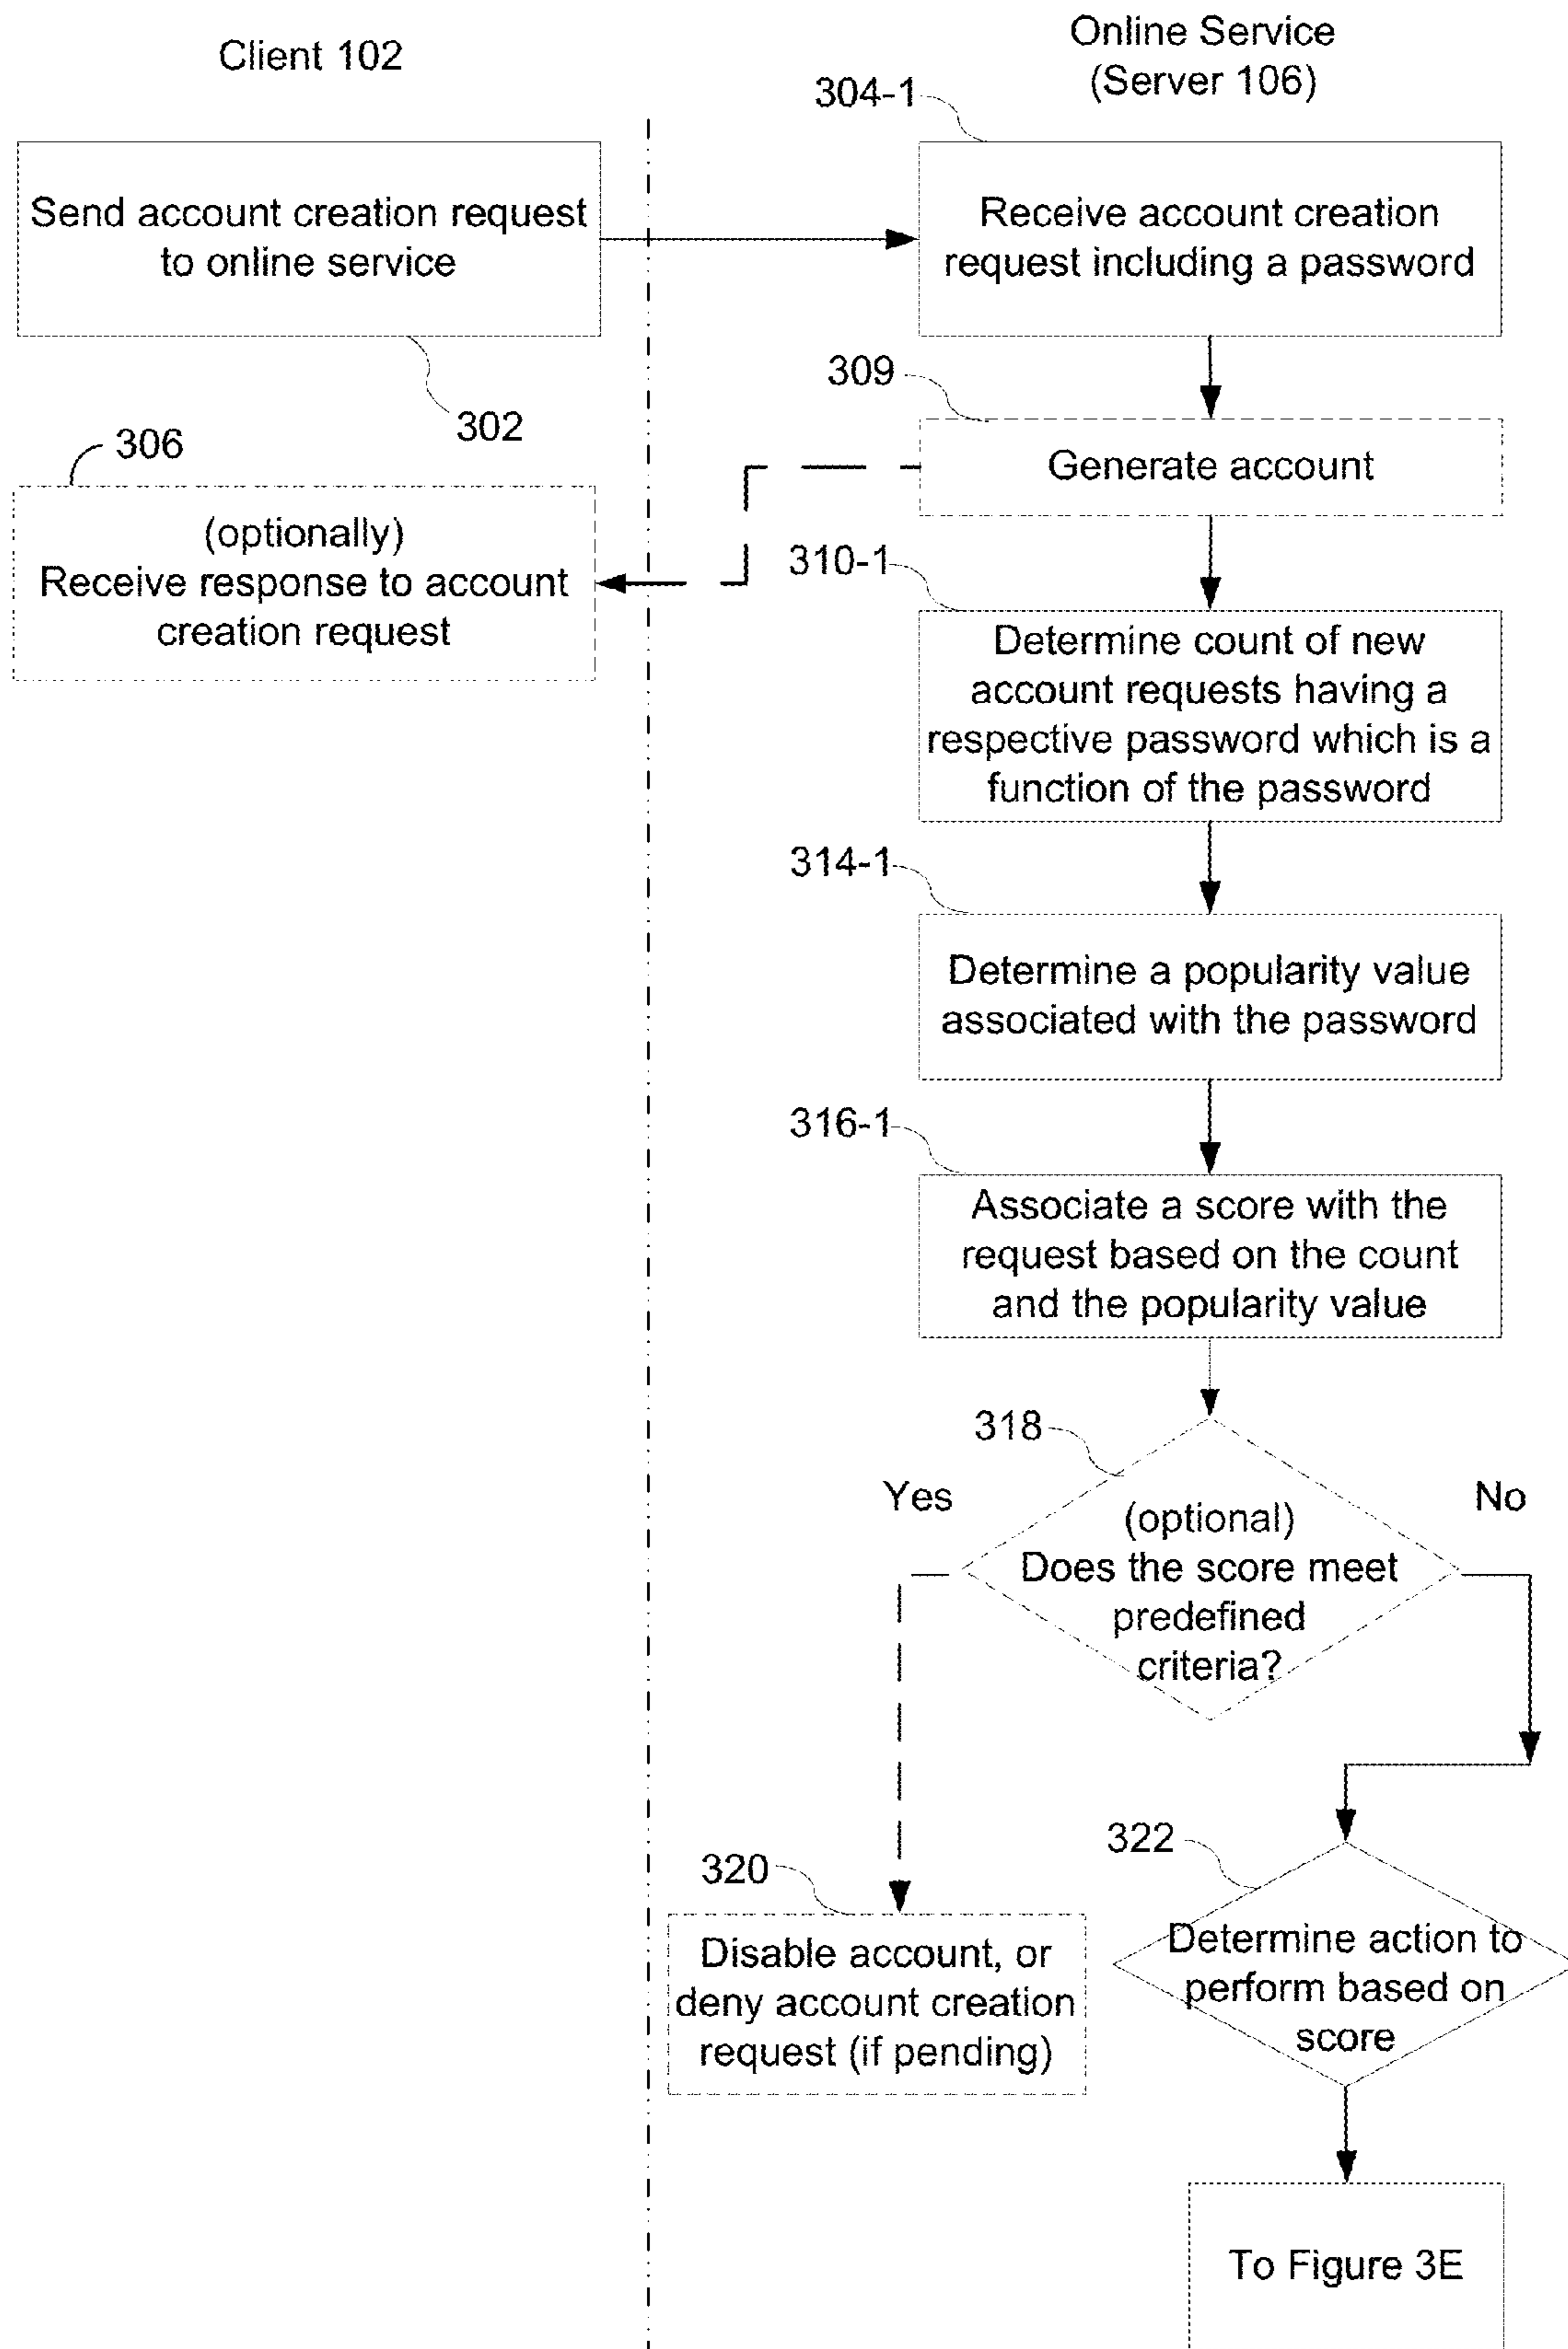 Client 102
Online Service
(Server 106)
304-1
Send account creation request
to online service
Receive account creation
request including a password
302
309
306
Generate account
(optionally)
Receive response to account
creation request
310-1
Determine count of new
account requests having a
respective password which is a
function of the password
314-1
Determine a popularity value
associated with the password
316-1
Associate a score with the
request based on the count
and the popularity value
318
Yes
No
(optional)
Does the score meet
predefined
criteria?
320
322
Disable account, or
deny account creation
request (if pending)
Determine action to
perform based on
score
To Figure 3E